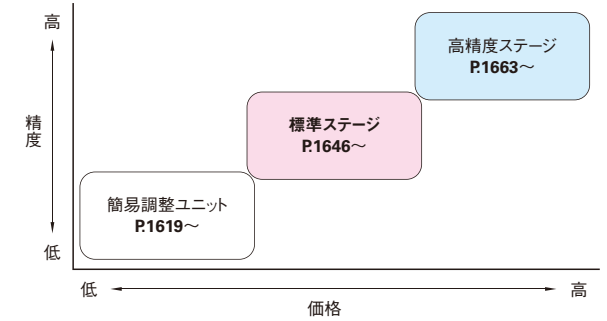 高
高精度ステージ
P.1663～
精度
標準ステージ
P.1646～
簡易調整ユニット
P.1619～
低
低
高
価格